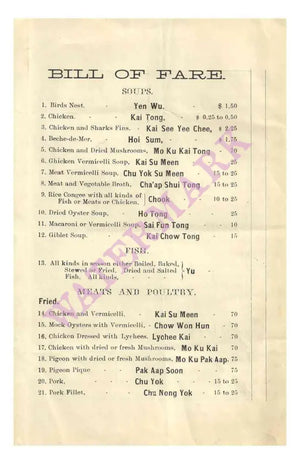 BILL OF FARE.
SOUPS.
1. Birds Nest. Yen Wu. $ 1.50
2. Chicken. Kai Tong. $ 0.25 to 0.50
3. Chicken and Sharks Fins. Kai See Yee Chee, $ 2.25
4. Beche-de-Mer. Hoi Sum, " 1.75
5. Chicken and Dried Mushrooms. Mo Ku Kai Tong 50
6. Chicken Vermicelli Soup. Kai Su Meen 25
7. Meat Vermicelli Soup. Chu Yok Su Meen 15 to 25
8. Meat and Vegetable Broth. Cha'ap Shui Tong 15 to 25
9. Rice Congee with all kinds of
Fish or Meats or Chicken. } Chook 10 to 25
10. Dried Oyster Soup. Ho Tong 25
11. Macaroni or Vermicelli Soup. Sai Fun Tong 10
12. Giblet Soup. Kai Chow Tong 15
FISH.
13. All kinds in season either Boiled, Baked,
Stewed or Fried. Dried and Salted
Fish. All kinds. } Yu
MEATS AND POULTRY.
Fried.
14. Chicken and Vermicelli. Kai Su Meen 70
15. Mock Oysters with Vermicelli. Chow Won Hun 70
16. Chicken Dressed with Lychees. Lychee Kai 70
17. Chicken with dried or fresh Mushrooms. Mo Ku Kai 70
18. Pigeon with dried or fresh Mushrooms. Mo Ku Pak Aap. 75
19. Pigeon Pique Pak Aap Soon 75
20. Pork. Chu Yok 15 to 25
21. Pork Fillet. Chu Nong Yok 15 to 25
WATERMARK